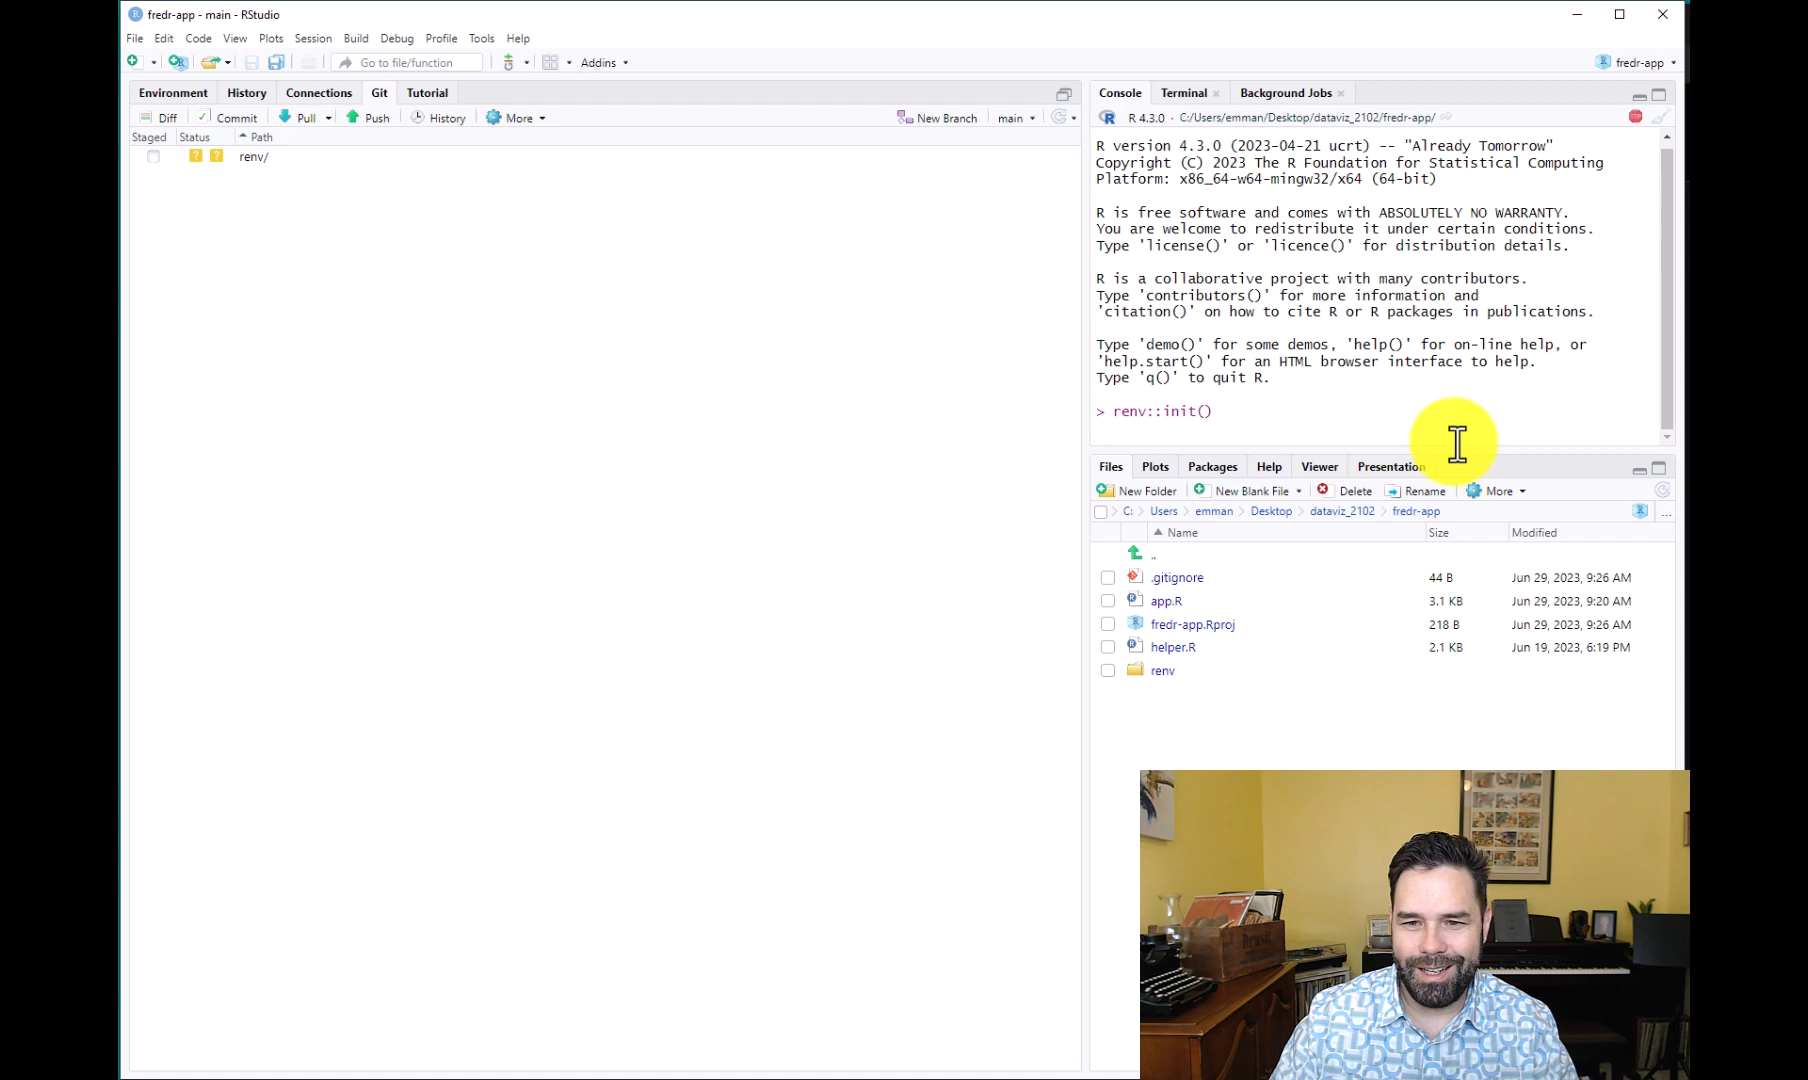 fredr-app - main - RStudio
File Edit Code View Plots Session Build Debug Profile Tools Help
Go to file/function Addins fredr-app
Environment History Connections Git Tutorial
Diff Commit Pull Push History More New Branch main
Staged Status Path
? ? renv/
Console Terminal Background Jobs
R 4.3.0 · C:/Users/emman/Desktop/dataviz_2102/fredr-app/
R version 4.3.0 (2023-04-21 ucrt) -- "Already Tomorrow"
Copyright (C) 2023 The R Foundation for Statistical Computing
Platform: x86_64-w64-mingw32/x64 (64-bit)
R is free software and comes with ABSOLUTELY NO WARRANTY.
You are welcome to redistribute it under certain conditions.
Type 'license()' or 'licence()' for distribution details.
R is a collaborative project with many contributors.
Type 'contributors()' for more information and
'citation()' on how to cite R or R packages in publications.
Type 'demo()' for some demos, 'help()' for on-line help, or
'help.start()' for an HTML browser interface to help.
Type 'q()' to quit R.
> renv::init()
Files Plots Packages Help Viewer Presentation
New Folder New Blank File Delete Rename More
C: Users emman Desktop dataviz_2102 fredr-app ...
Name Size Modified
..
.gitignore 44 B Jun 29, 2023, 9:26 AM
app.R 3.1 KB Jun 29, 2023, 9:20 AM
fredr-app.Rproj 218 B Jun 29, 2023, 9:26 AM
helper.R 2.1 KB Jun 19, 2023, 6:19 PM
renv